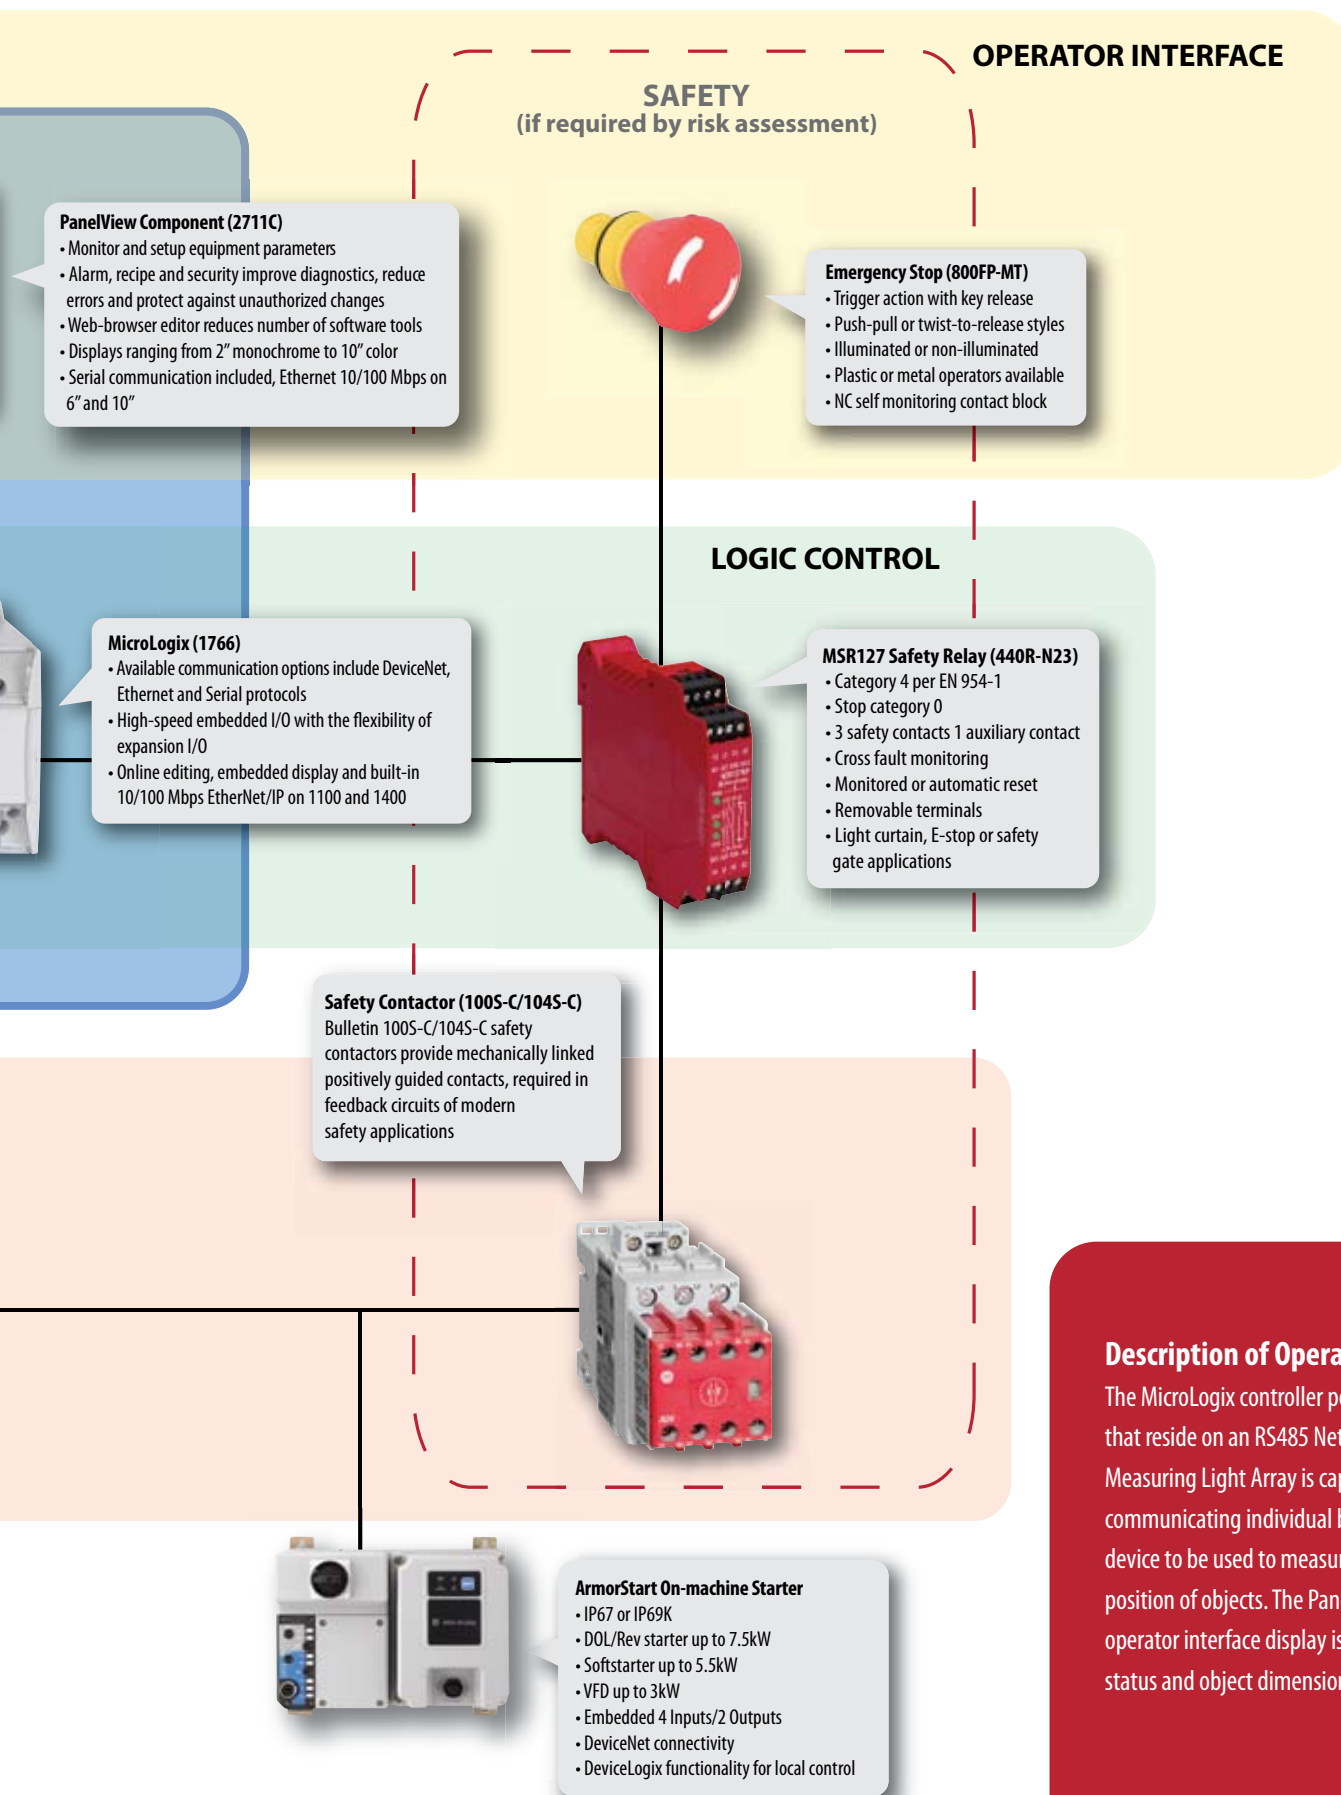 OPERATOR INTERFACE
SAFETY
(if required by risk assessment)
PanelView Component (2711C)
• Monitor and setup equipment parameters
• Alarm, recipe and security improve diagnostics, reduce
errors and protect against unauthorized changes
• Web-browser editor reduces number of software tools
• Displays ranging from 2” monochrome to 10” color
• Serial communication included, Ethernet 10/100 Mbps on
6” and 10”
Emergency Stop (800FP-MT)
• Trigger action with key release
• Push-pull or twist-to-release styles
• Illuminated or non-illuminated
• Plastic or metal operators available
• NC self monitoring contact block
LOGIC CONTROL
MicroLogix (1766)
• Available communication options include DeviceNet,
Ethernet and Serial protocols
• High-speed embedded I/O with the flexibility of
expansion I/O
• Online editing, embedded display and built-in
10/100 Mbps EtherNet/IP on 1100 and 1400
MSR127 Safety Relay (440R-N23)
• Category 4 per EN 954-1
• Stop category 0
• 3 safety contacts 1 auxiliary contact
• Cross fault monitoring
• Monitored or automatic reset
• Removable terminals
• Light curtain, E-stop or safety
gate applications
Safety Contactor (100S-C/104S-C)
Bulletin 100S-C/104S-C safety
contactors provide mechanically linked
positively guided contacts, required in
feedback circuits of modern
safety applications
ArmorStart On-machine Starter
• IP67 or IP69K
• DOL/Rev starter up to 7.5kW
• Softstarter up to 5.5kW
• VFD up to 3kW
• Embedded 4 Inputs/2 Outputs
• DeviceNet connectivity
• DeviceLogix functionality for local control
Description of Opera
The MicroLogix controller po
that reside on an RS485 Net
Measuring Light Array is cap
communicating individual b
device to be used to measur
position of objects. The Pan
operator interface display is
status and object dimension